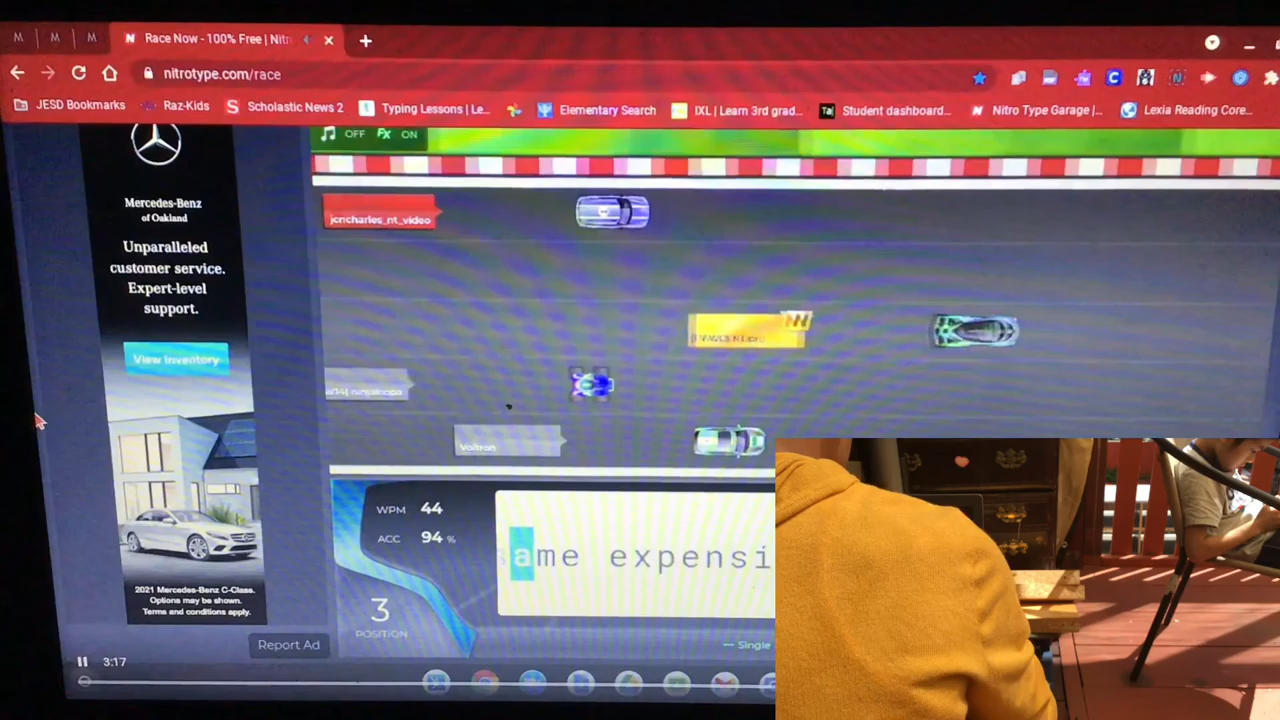 Race Now - 100% Free | Nitr
nitrotype.com/race
JESD Bookmarks
Raz-Kids
Scholastic News 2
Typing Lessons | Le...
Elementary Search
IXL | Learn 3rd grad...
Student dashboard...
Nitro Type Garage |...
Lexia Reading Core...
OFF Fx ON
Mercedes-Benz
of Oakland
Unparalleled
customer service.
Expert-level
support.
View Inventory
2021 Mercedes-Benz C-Class.
Options may be shown.
Terms and conditions apply.
Report Ad
jcncharles_nt_video
Voltron
WPM 44
ACC 94 %
3
POSITION
ame expensi
Single
3:17